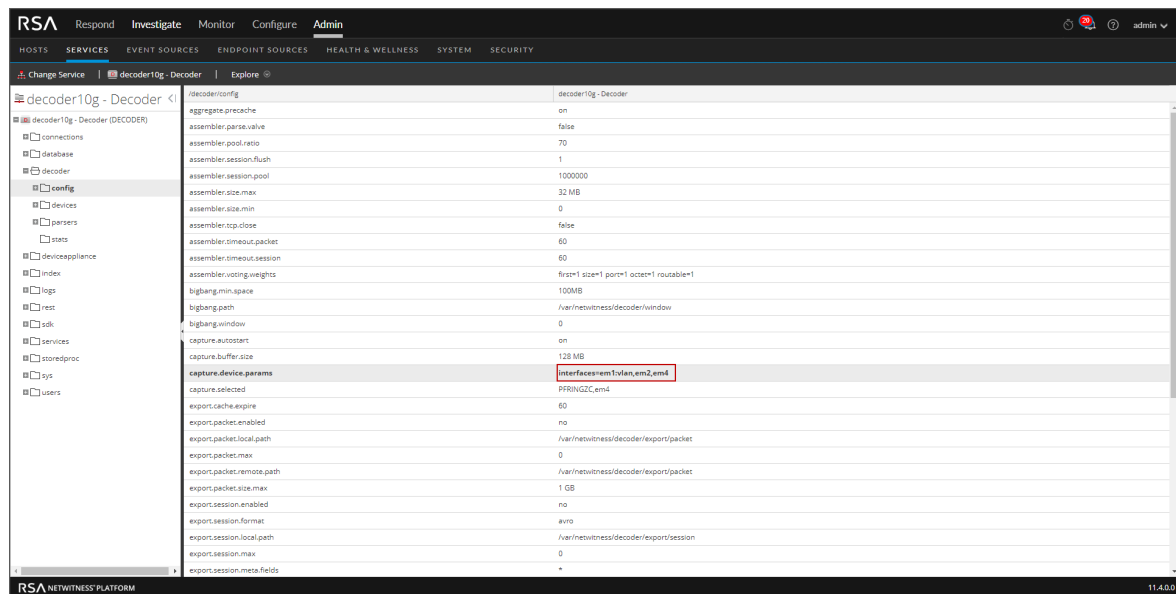 RSA Respond Investigate Monitor Configure Admin 20 admin
HOSTS SERVICES EVENT SOURCES ENDPOINT SOURCES HEALTH & WELLNESS SYSTEM SECURITY
Change Service | decoder10g - Decoder | Explore
decoder10g - Decoder
decoder10g - Decoder (DECODER)
connections
database
decoder
config
devices
parsers
stats
deviceappliance
index
logs
rest
sdk
services
storedproc
sys
users
/decoder/config decoder10g - Decoder
aggregate.precache on
assembler.parse.valve false
assembler.pool.ratio 70
assembler.session.flush 1
assembler.session.pool 1000000
assembler.size.max 32 MB
assembler.size.min 0
assembler.tcp.close false
assembler.timeout.packet 60
assembler.timeout.session 60
assembler.voting.weights first=1 size=1 port=1 octet=1 routable=1
bigbang.min.space 100MB
bigbang.path /var/netwitness/decoder/window
bigbang.window 0
capture.autostart on
capture.buffer.size 128 MB
capture.device.params interfaces=em1:vlan,em2,em4
capture.selected PFRINGZC,em4
export.cache.expire 60
export.packet.enabled no
export.packet.local.path /var/netwitness/decoder/export/packet
export.packet.max 0
export.packet.remote.path /var/netwitness/decoder/export/packet
export.packet.size.max 1 GB
export.session.enabled no
export.session.format avro
export.session.local.path /var/netwitness/decoder/export/session
export.session.max 0
export.session.meta.fields *
RSA NETWITNESS® PLATFORM 11.4.0.0